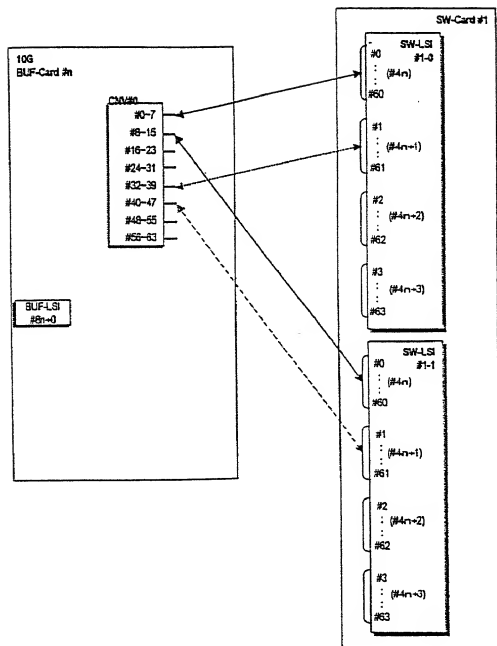 10G
BUF-Card #n
CNV#0
#0-7
#8-15
#16-23
#24-31
#32-39
#40-47
#48-55
#56-63
BUF-LSI
#8n+0
SW-Card #1
SW-LSI
#1-0
#0
(#4n)
#60
#1
(#4n+1)
#61
#2
(#4n+2)
#62
#3
(#4n+3)
#63
SW-LSI
#1-1
#0
(#4n)
#60
#1
(#4n+1)
#61
#2
(#4n+2)
#62
#3
(#4n+3)
#63